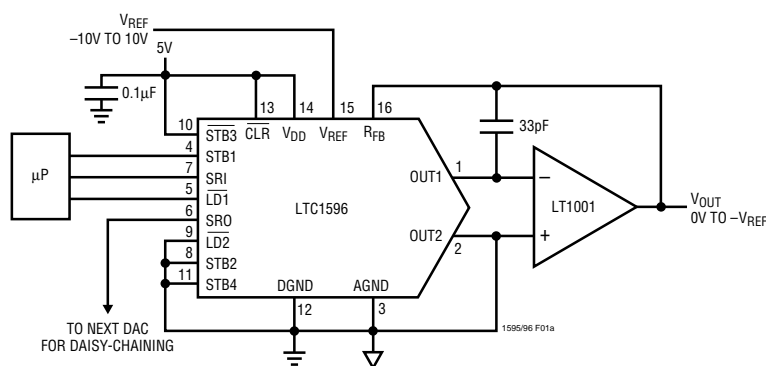 VREF
–10V TO 10V
5V
0.1µF
13
14
15
16
10
STB3
CLR
VDD
VREF
RFB
33pF
µP
4
STB1
7
SRI
5
LD1
6
SRO
9
LD2
8
STB2
11
STB4
LTC1596
OUT1
1
OUT2
2
–
+
LT1001
VOUT
0V TO –VREF
DGND
AGND
12
3
1595/96 F01a
TO NEXT DAC
FOR DAISY-CHAINING